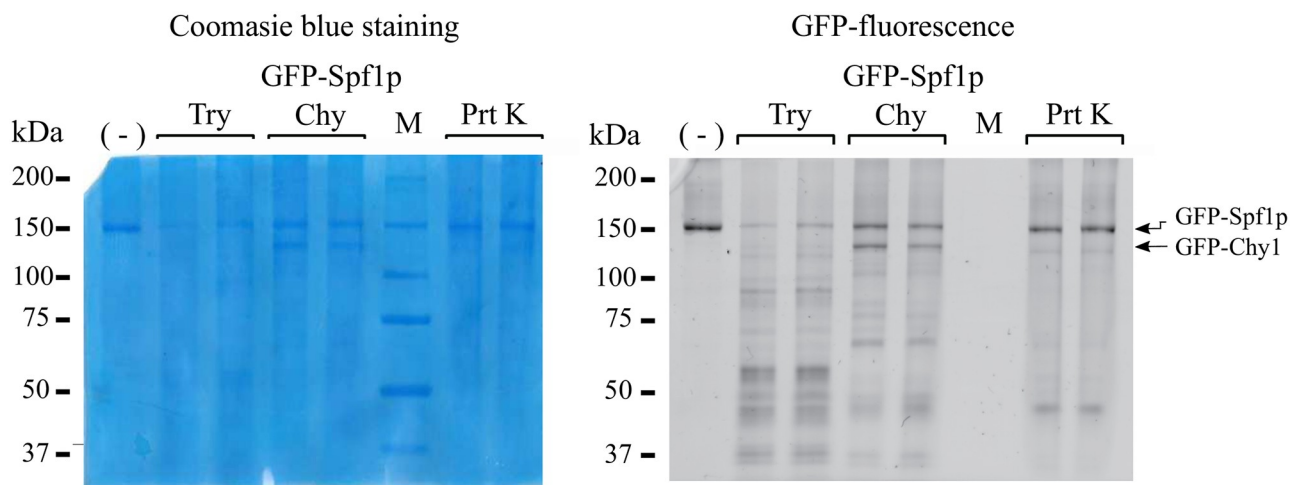 Coomasie blue staining
GFP-Spf1p
kDa
( - )
Try
Chy
M
Prt K
200
150
100
75
50
37
GFP-fluorescence
GFP-Spf1p
kDa
( - )
Try
Chy
M
Prt K
200
150
100
75
50
37
GFP-Spf1p
GFP-Chy1